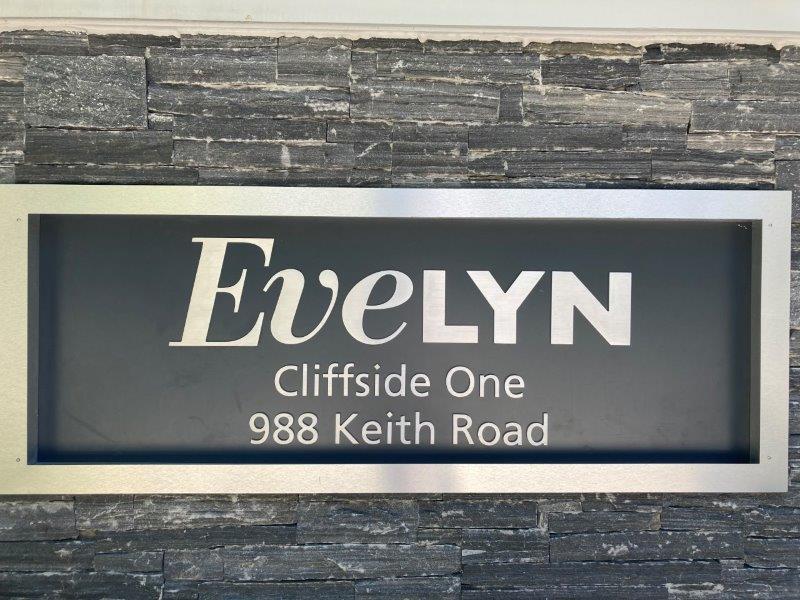 EveLYN
Cliffside One
988 Keith Road